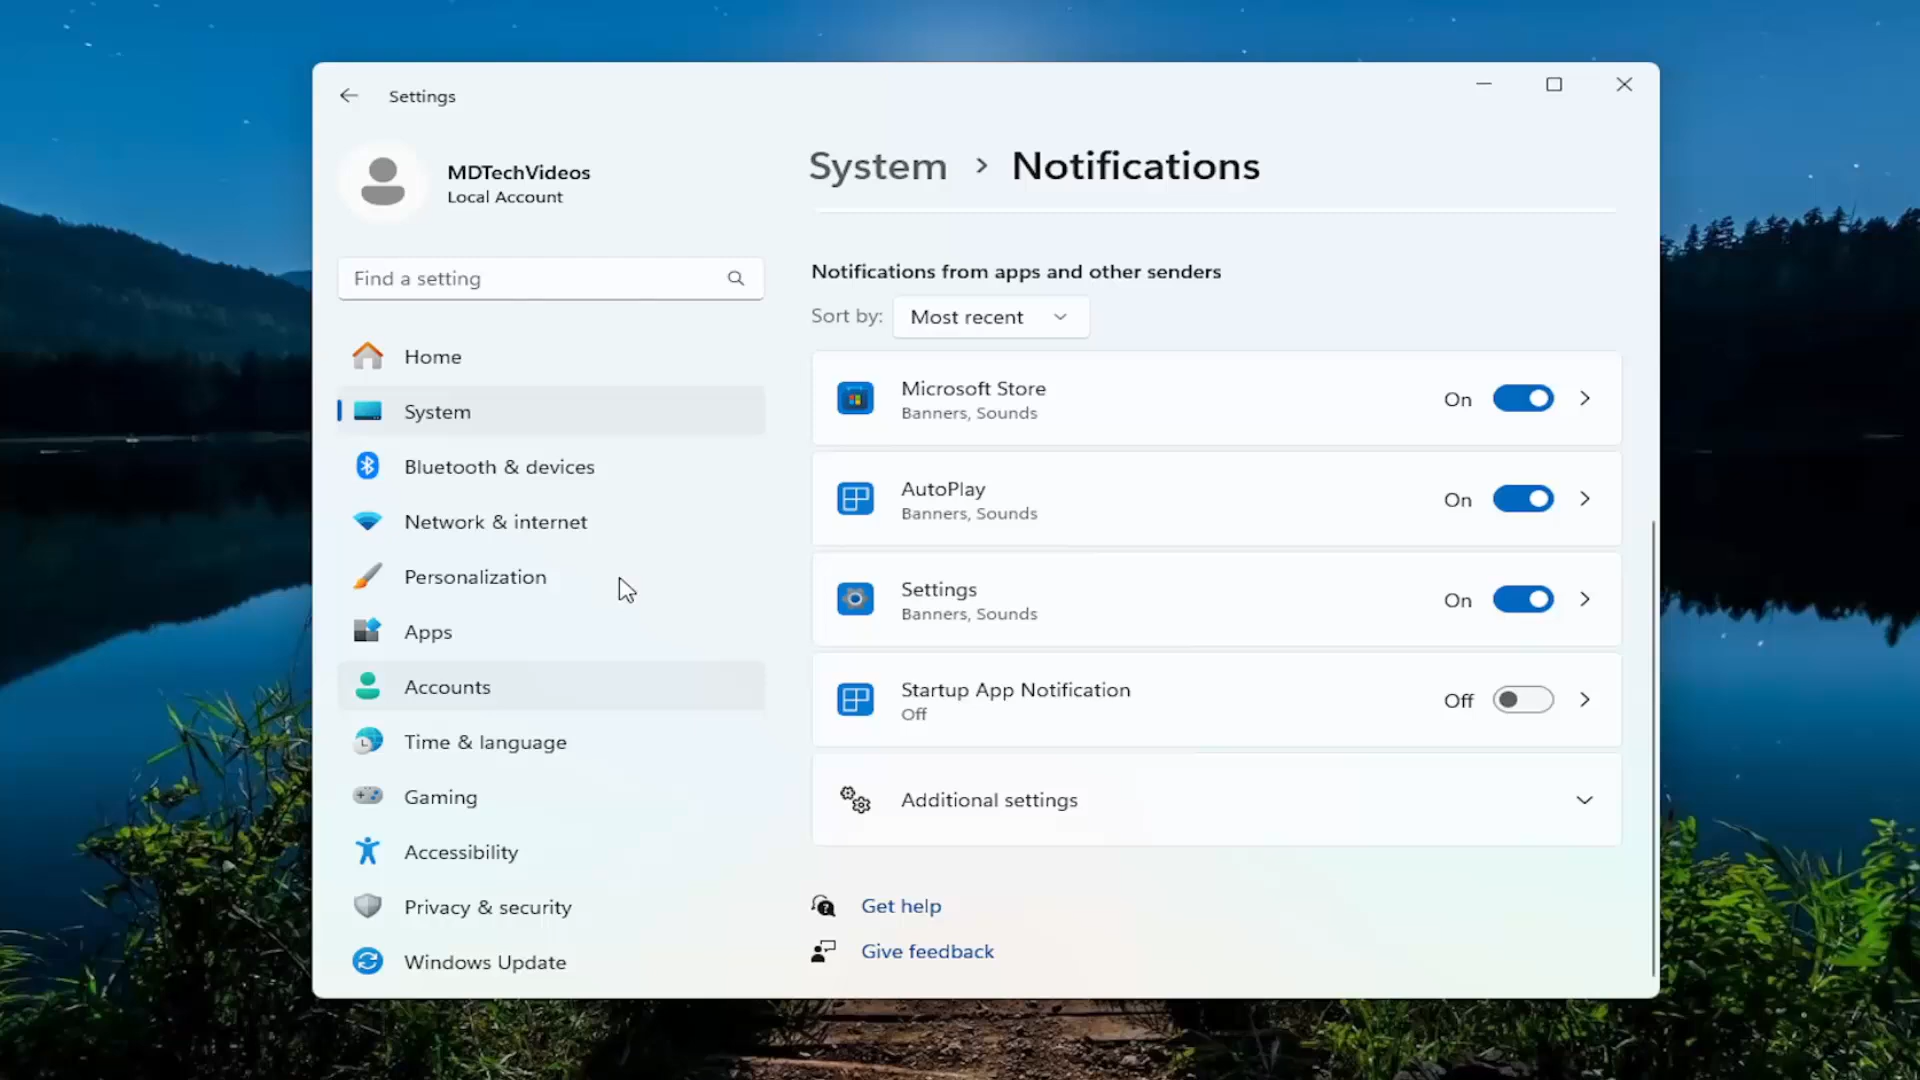 Settings
MDTechVideos
Local Account
Find a setting
Home
System
Bluetooth & devices
Network & internet
Personalization
Apps
Accounts
Time & language
Gaming
Accessibility
Privacy & security
Windows Update
System > Notifications
Notifications from apps and other senders
Sort by: Most recent
Microsoft Store
Banners, Sounds
On
AutoPlay
Banners, Sounds
On
Settings
Banners, Sounds
On
Startup App Notification
Off
Off
Additional settings
Get help
Give feedback